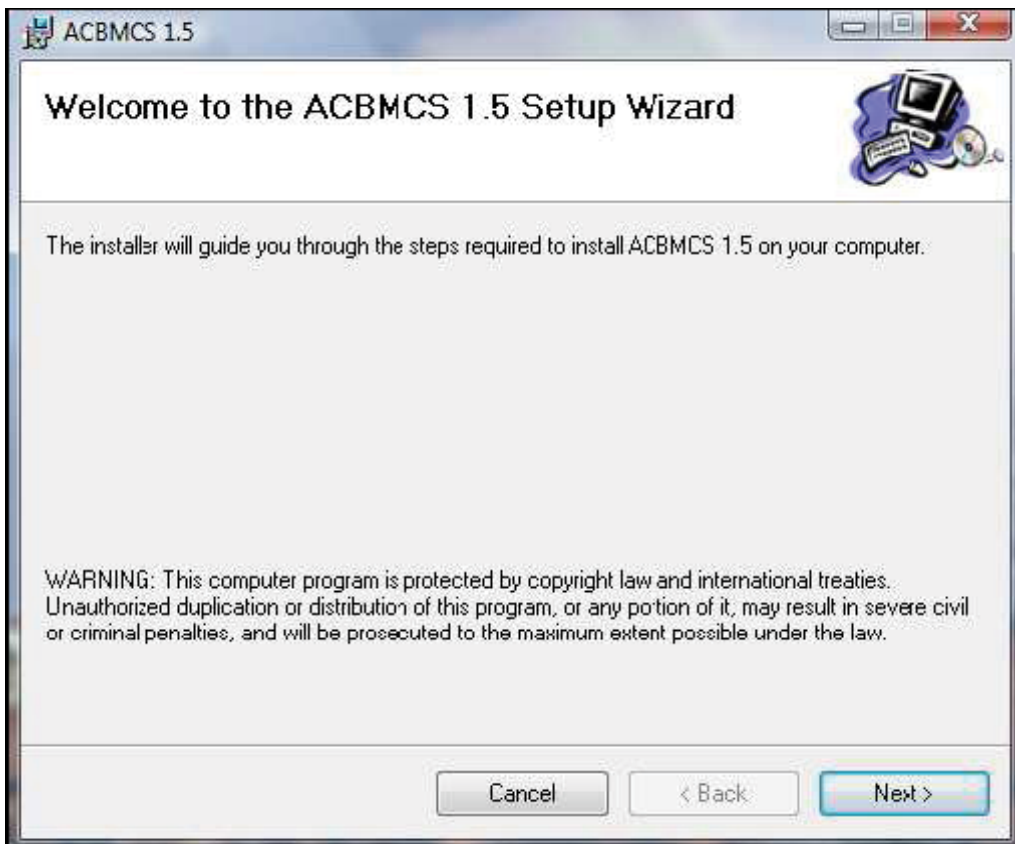 ACBMCS 1.5
Welcome to the ACBMCS 1.5 Setup Wizard
The installer will guide you through the steps required to install ACBMCS 1.5 on your computer.
WARNING: This computer program is protected by copyright law and international treaties.
Unauthorized duplication or distribution of this program, or any portion of it, may result in severe civil
or criminal penalties, and will be prosecuted to the maximum extent possible under the law.
Cancel
< Back
Next >